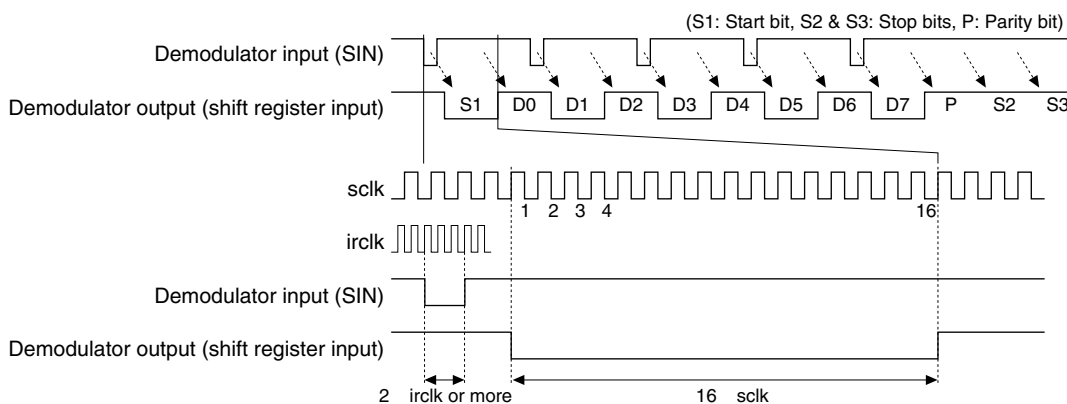 (S1: Start bit, S2 & S3: Stop bits, P: Parity bit)
Demodulator input (SIN)
Demodulator output (shift register input) S1 D0 D1 D2 D3 D4 D5 D6 D7 P S2 S3
sclk
1 2 3 4 16
irclk
Demodulator input (SIN)
Demodulator output (shift register input)
2 irclk or more 16 sclk